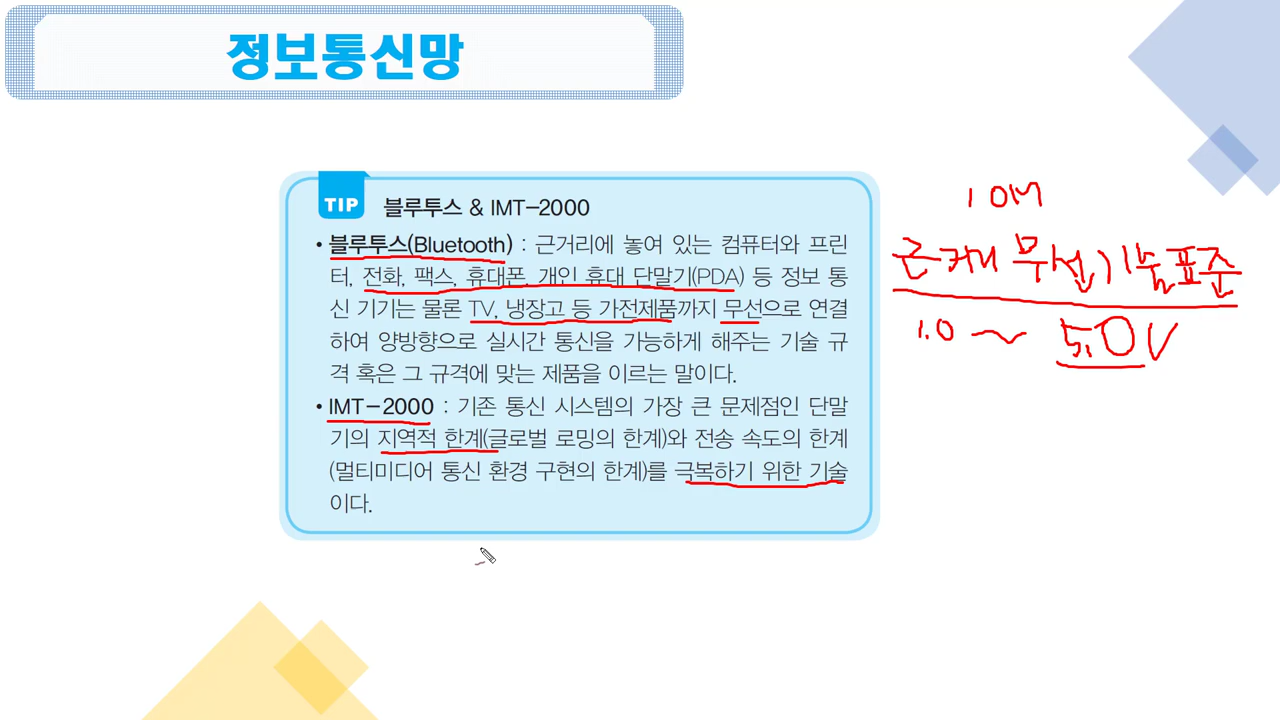 정보통신망
TIP 블루투스 & IMT-2000
• 블루투스(Bluetooth) : 근거리에 놓여 있는 컴퓨터와 프린
터, 전화, 팩스, 휴대폰, 개인 휴대 단말기(PDA) 등 정보 통
신 기기는 물론 TV, 냉장고 등 가전제품까지 무선으로 연결
하여 양방향으로 실시간 통신을 가능하게 해주는 기술 규
격 혹은 그 규격에 맞는 제품을 이르는 말이다.
• IMT-2000 : 기존 통신 시스템의 가장 큰 문제점인 단말
기의 지역적 한계(글로벌 로밍의 한계)와 전송 속도의 한계
(멀티미디어 통신 환경 구현의 한계)를 극복하기 위한 기술
이다.
10M
무선 기술 표준
1.0 ~ 5.0V